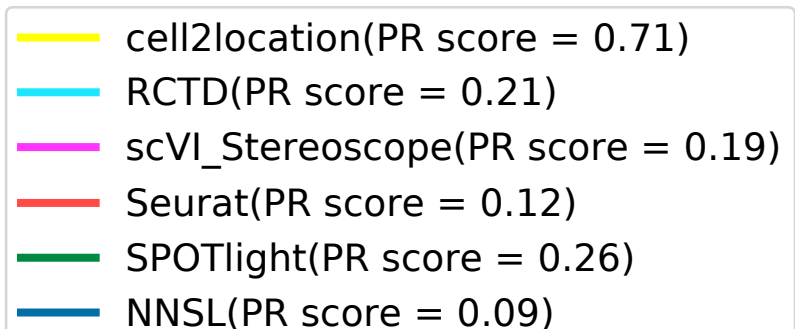 cell2location(PR score = 0.71)
RCTD(PR score = 0.21)
scVI_Stereoscope(PR score = 0.19)
Seurat(PR score = 0.12)
SPOTlight(PR score = 0.26)
NNSL(PR score = 0.09)